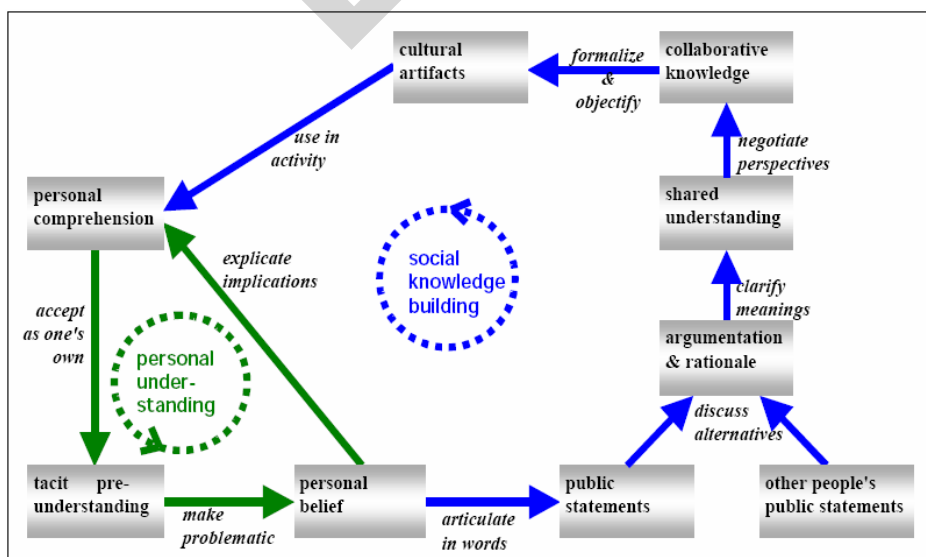 cultural
artifacts
formalize
&
objectify
collaborative
knowledge
use in
activity
negotiate
perspectives
personal
comprehension
shared
understanding
explicate
implications
social
knowledge
building
clarify
meanings
accept
as one's
own
personal
under-
standing
argumentation
& rationale
discuss
alternatives
tacit pre-
understanding
make
problematic
personal
belief
articulate
in words
public
statements
other people's
public statements